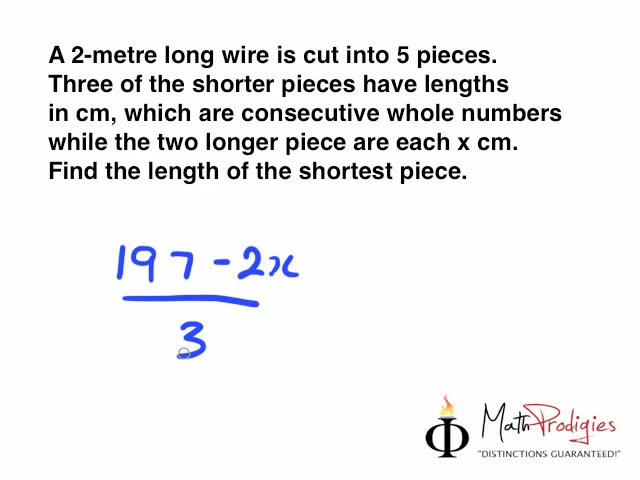 A 2-metre long wire is cut into 5 pieces.
Three of the shorter pieces have lengths
in cm, which are consecutive whole numbers
while the two longer piece are each x cm.
Find the length of the shortest piece.
197 - 2x
3
Φ Math Prodigies
"DISTINCTIONS GUARANTEED!"